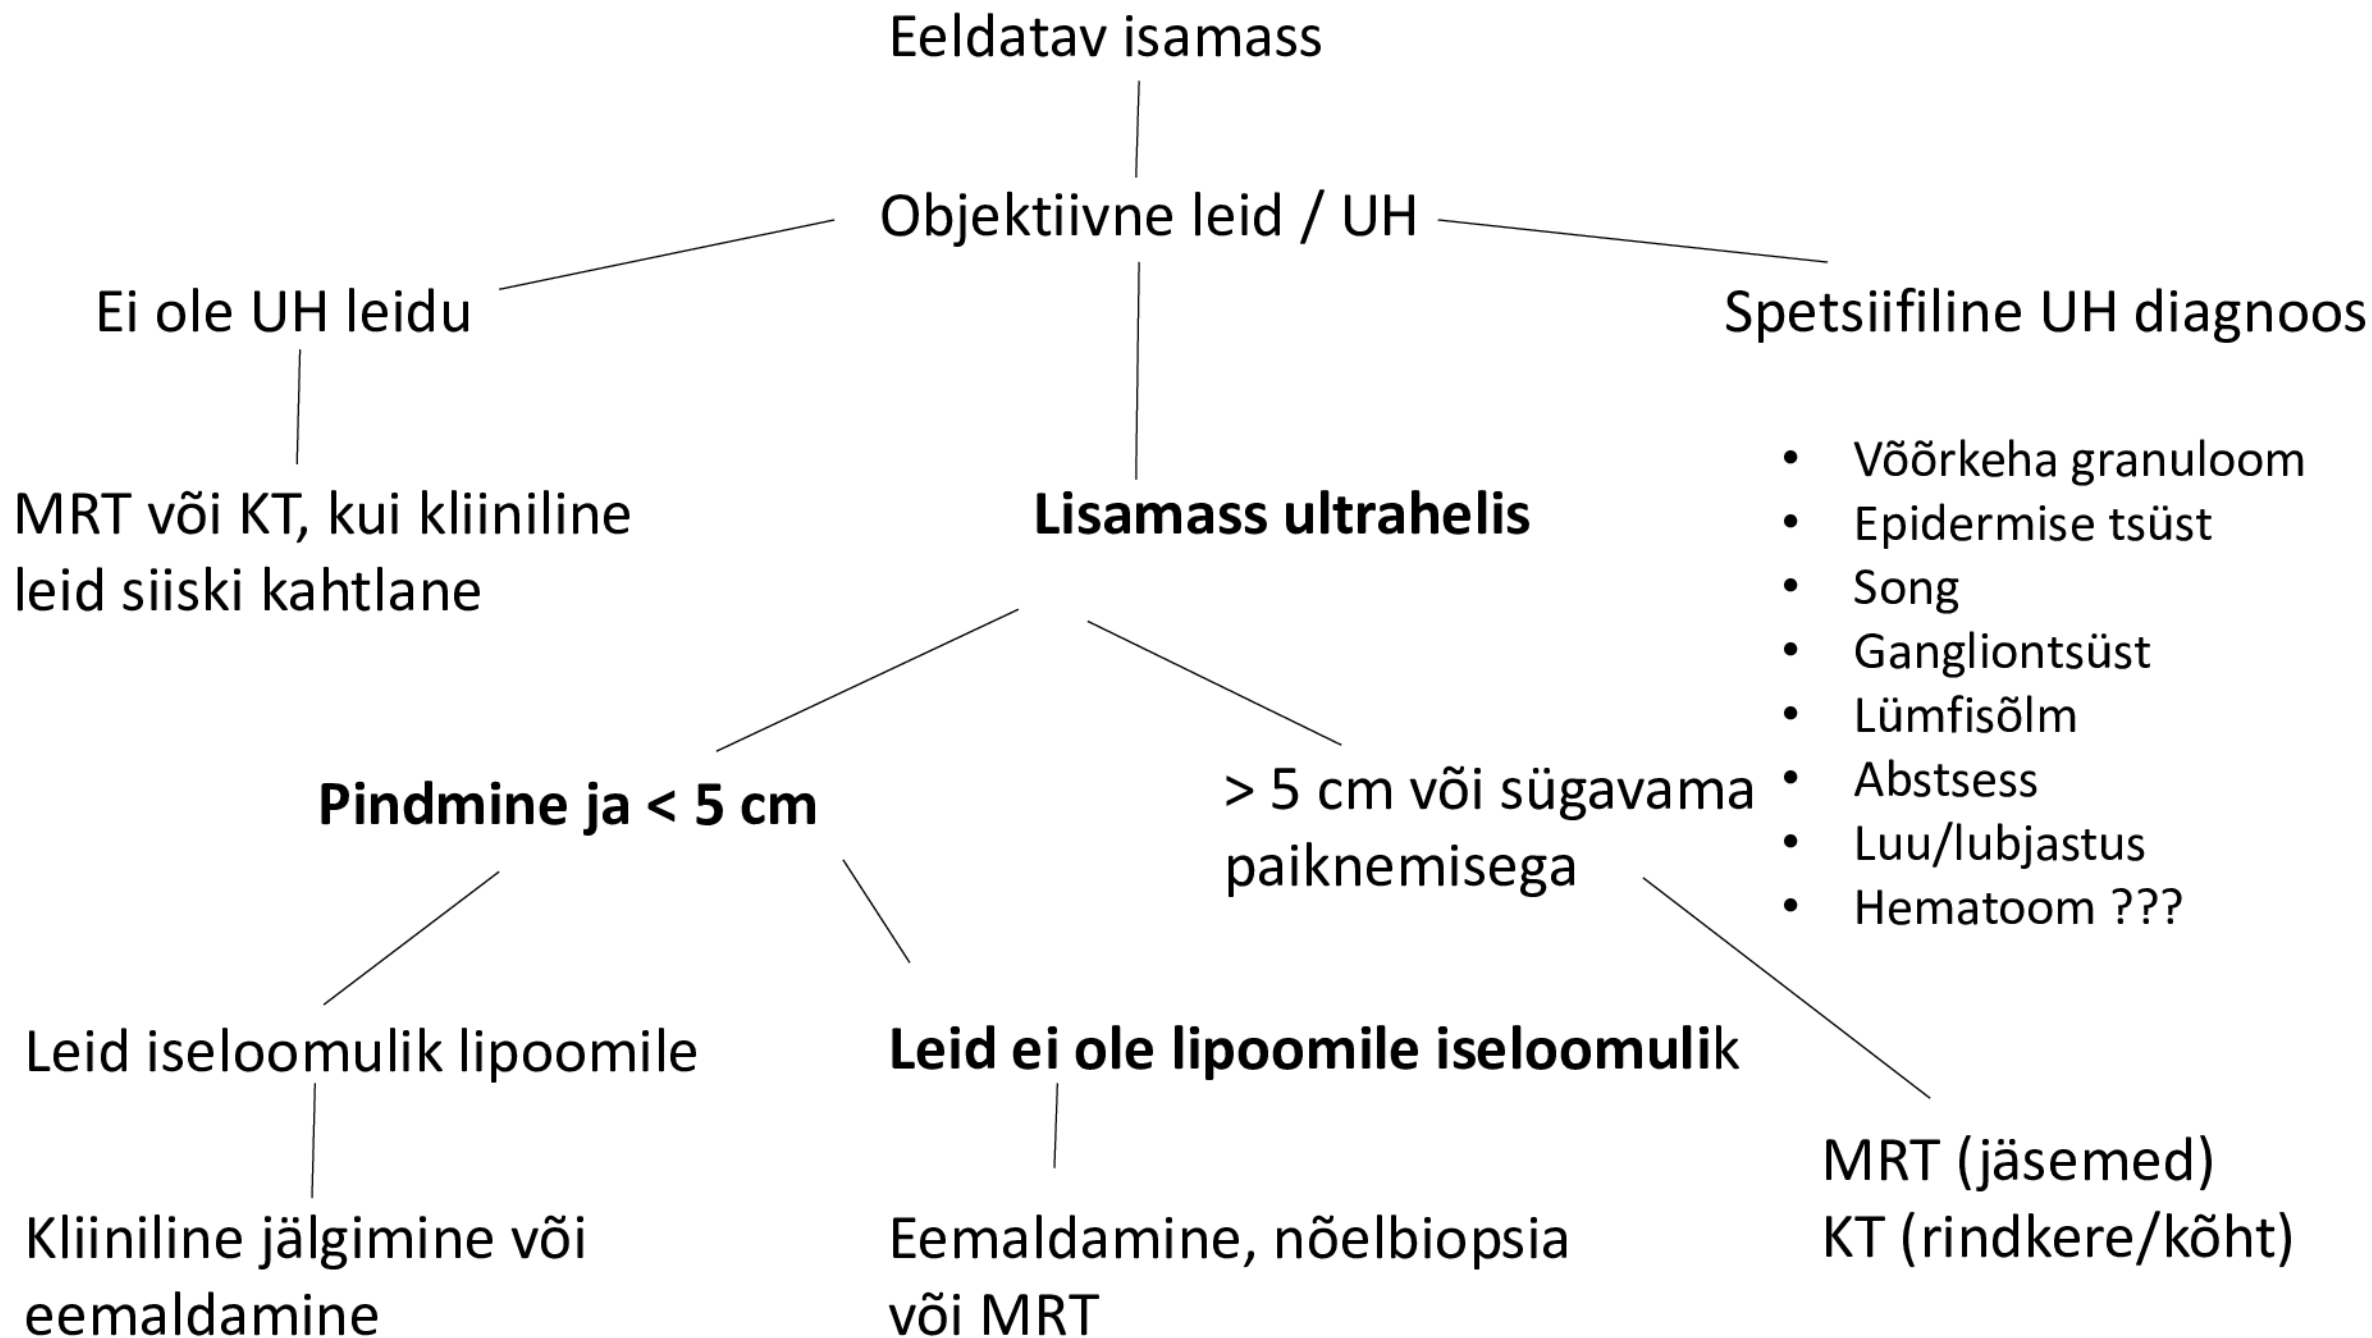 Eeldatav isamass
Objektiivne leid / UH
Ei ole UH leidu
Spetsiifiline UH diagnoos
MRT või KT, kui kliiniline
leid siiski kahtlane
Lisamass ultrahelis
• Võõrkeha granuloom
• Epidermise tsüst
• Song
• Gangliontsüst
• Lümfisõlm
• Abstsess
• Luu/lubjastus
• Hematoom ???
Pindmine ja < 5 cm
> 5 cm või sügavama
paiknemisega
Leid iseloomulik lipoomile
Leid ei ole lipoomile iseloomulik
Kliiniline jälgimine või
eemaldamine
Eemaldamine, nõelbiopsia
või MRT
MRT (jäsemed)
KT (rindkere/kõht)